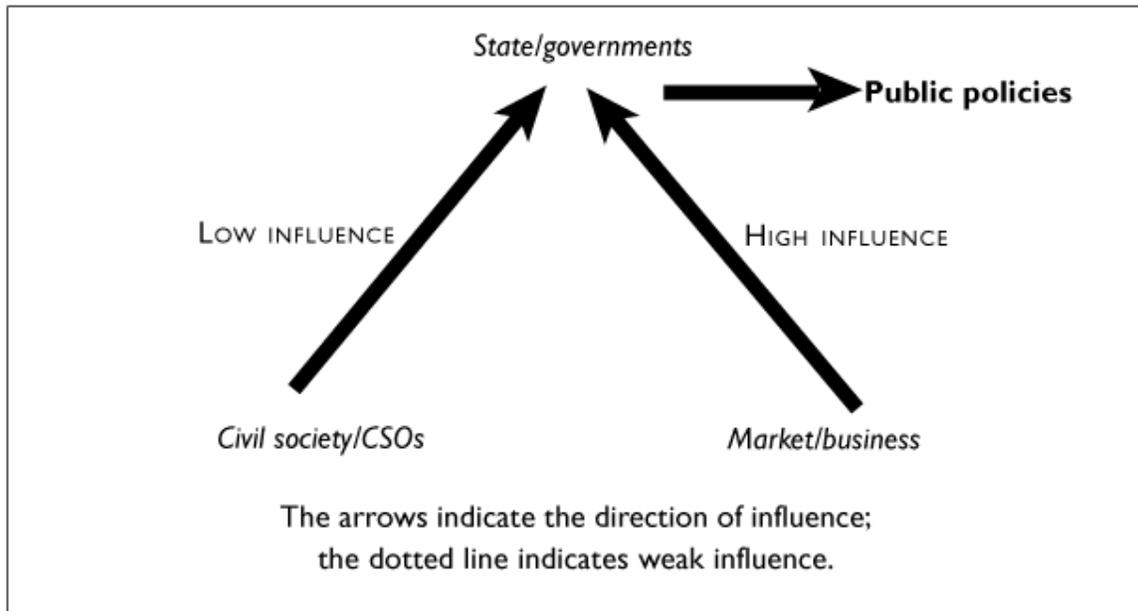 State/governments
Public policies
LOW INFLUENCE
HIGH INFLUENCE
Civil society/CSOs
Market/business
The arrows indicate the direction of influence;
the dotted line indicates weak influence.